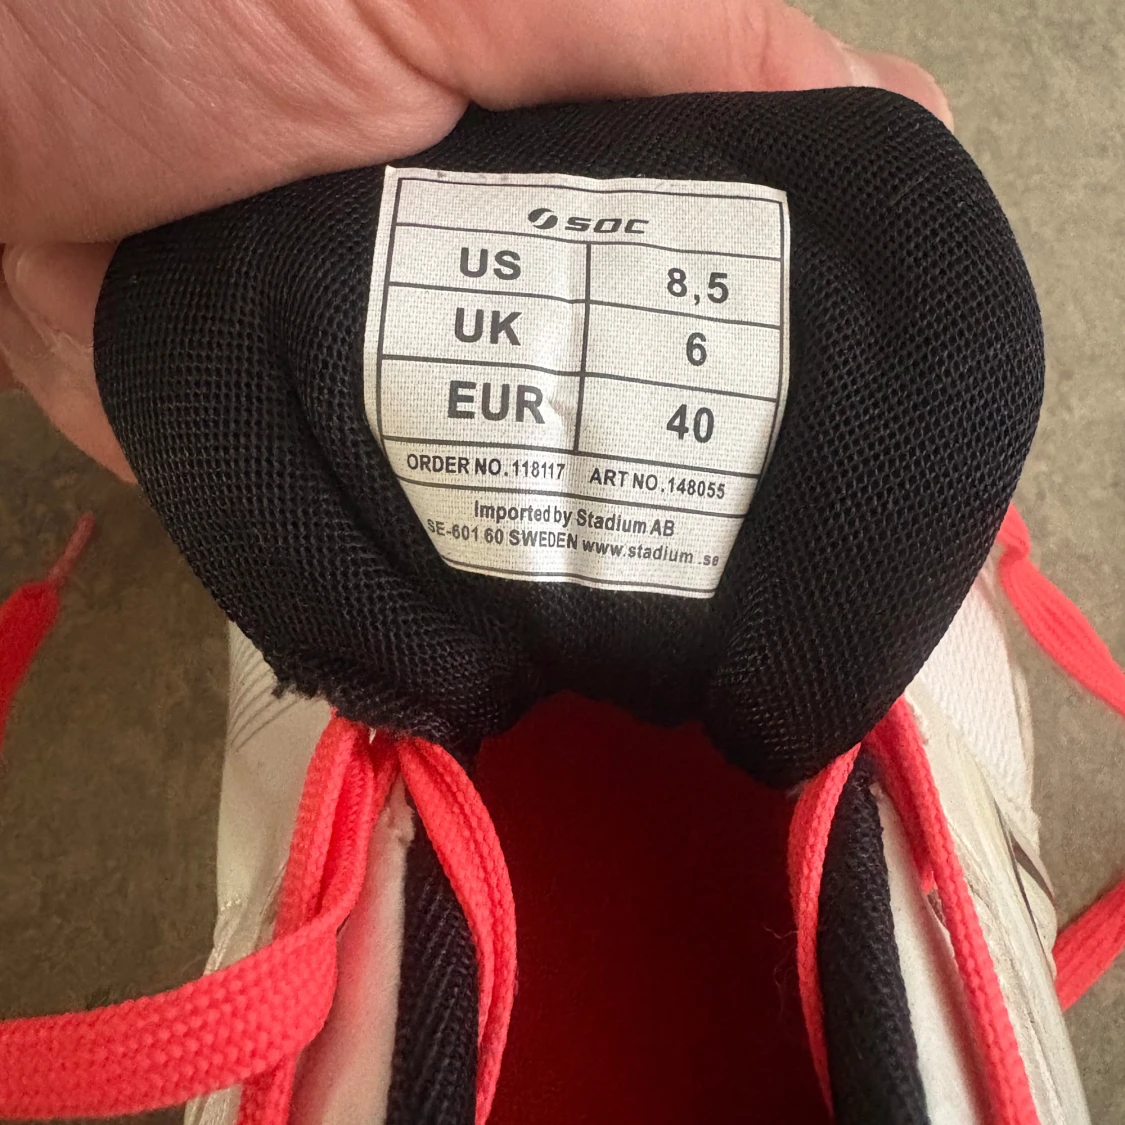 SOC
US 8,5
UK 6
EUR 40
ORDER NO. 118117 ART NO. 148055
Imported by Stadium AB
SE-601 60 SWEDEN www.stadium .se